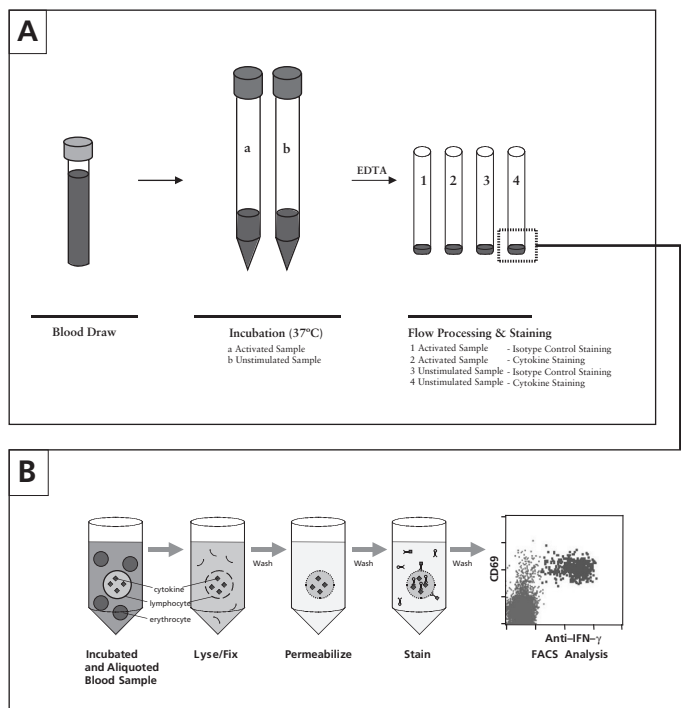 A
a
b
EDTA
1
2
3
4
Blood Draw
Incubation (37ºC)
a Activated Sample
b Unstimulated Sample
Flow Processing & Staining
1 Activated Sample - Isotype Control Staining
2 Activated Sample - Cytokine Staining
3 Unstimulated Sample - Isotype Control Staining
4 Unstimulated Sample - Cytokine Staining
B
cytokine
lymphocyte
erythrocyte
Wash
Wash
Wash
CD69
Anti–IFN–γ
FACS Analysis
Incubated
and Aliquoted
Blood Sample
Lyse/Fix
Permeabilize
Stain